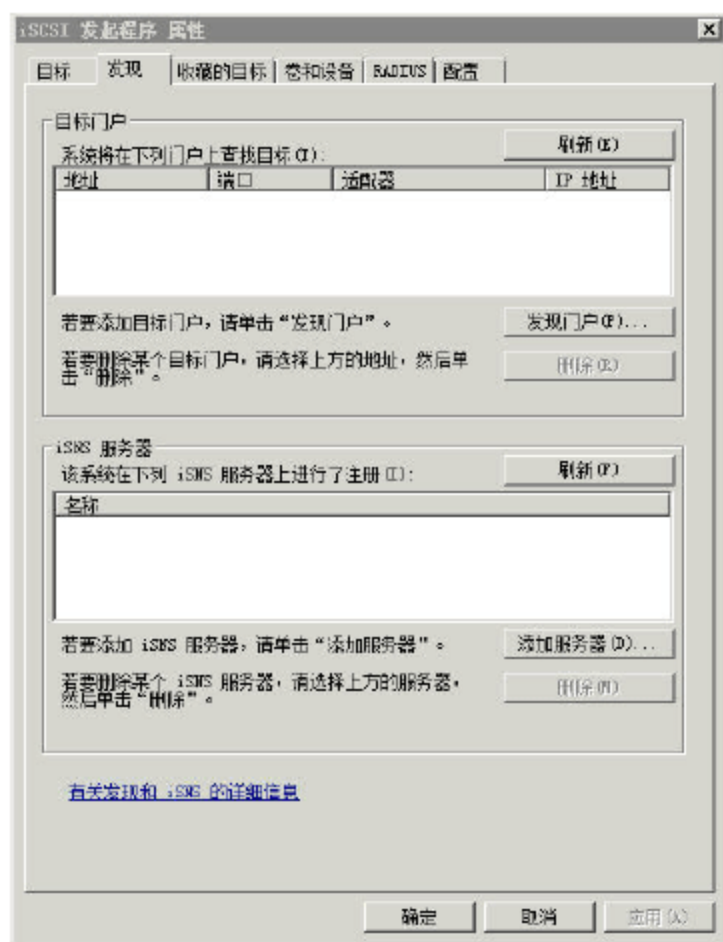 iSCSI 发起程序 属性
目标 发现 收藏的目标 卷和设备 RADIUS 配置
目标门户
系统将在下列门户上查找目标(I):
刷新(E)
地址 端口 适配器 IP 地址
若要添加目标门户，请单击“发现门户”。
发现门户(P)...
若要删除某个目标门户，请选择上方的地址，然后单
击“删除”。
删除(R)
iSNS 服务器
该系统在下列 iSNS 服务器上进行了注册(I):
刷新(F)
名称
若要添加 iSNS 服务器，请单击“添加服务器”。
添加服务器(D)...
若要删除某个 iSNS 服务器，请选择上方的服务器，
然后单击“删除”。
删除(M)
有关发现和 iSNS 的详细信息
确定 取消 应用(A)